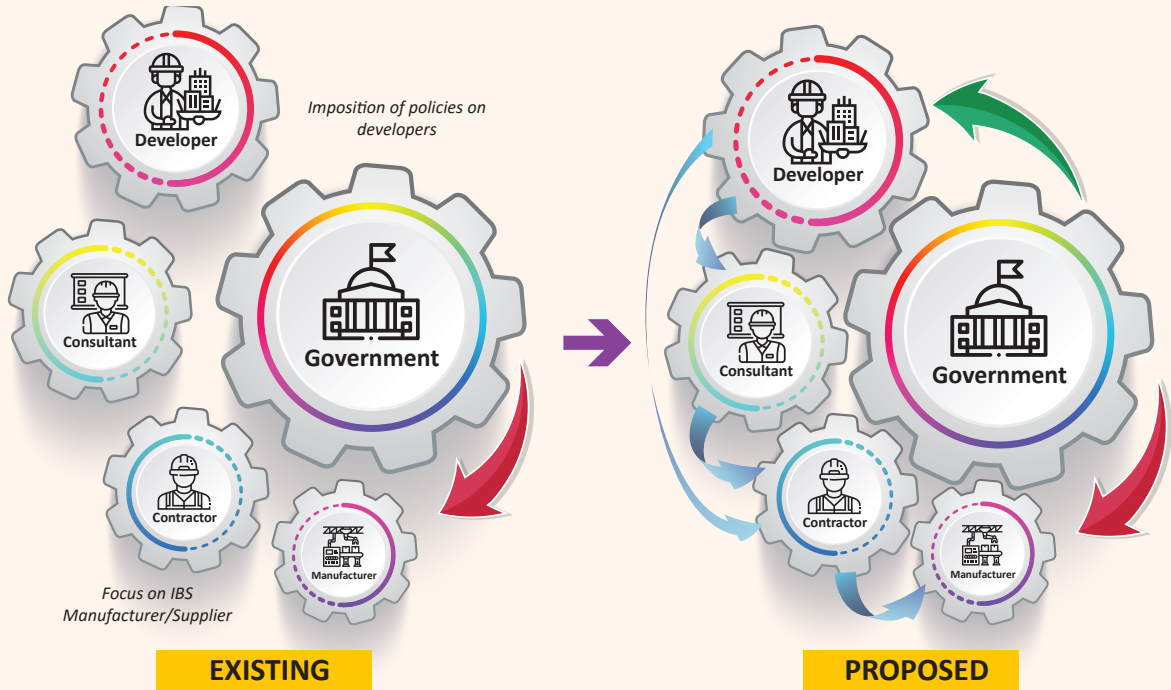 Developer
Imposition of policies on
developers
Consultant
Government
Contractor
Manufacturer
Focus on IBS
Manufacturer/Supplier
EXISTING
Developer
Consultant
Government
Contractor
Manufacturer
PROPOSED